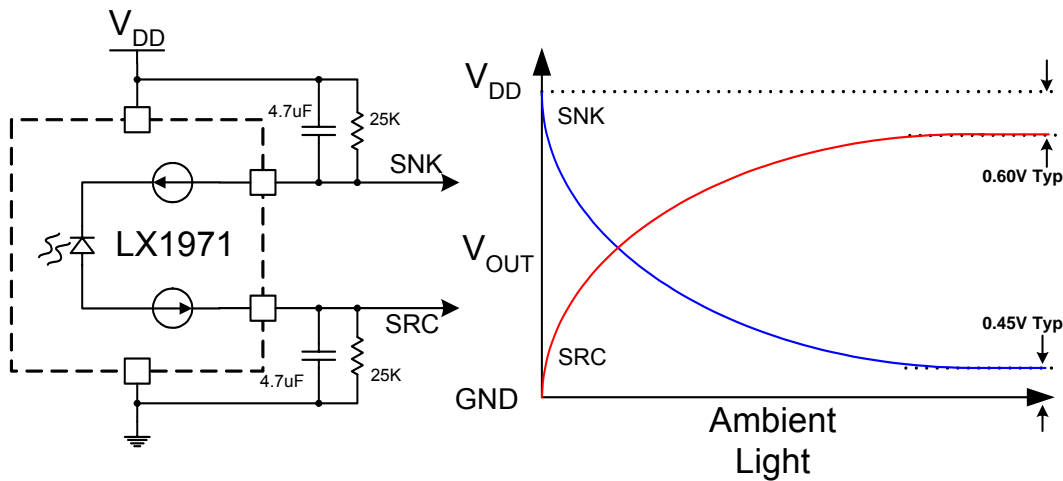 VDD
4.7uF
25K
SNK
LX1971
SRC
4.7uF
25K
VDD
SNK
0.60V Typ
VOUT
0.45V Typ
SRC
GND
Ambient
Light